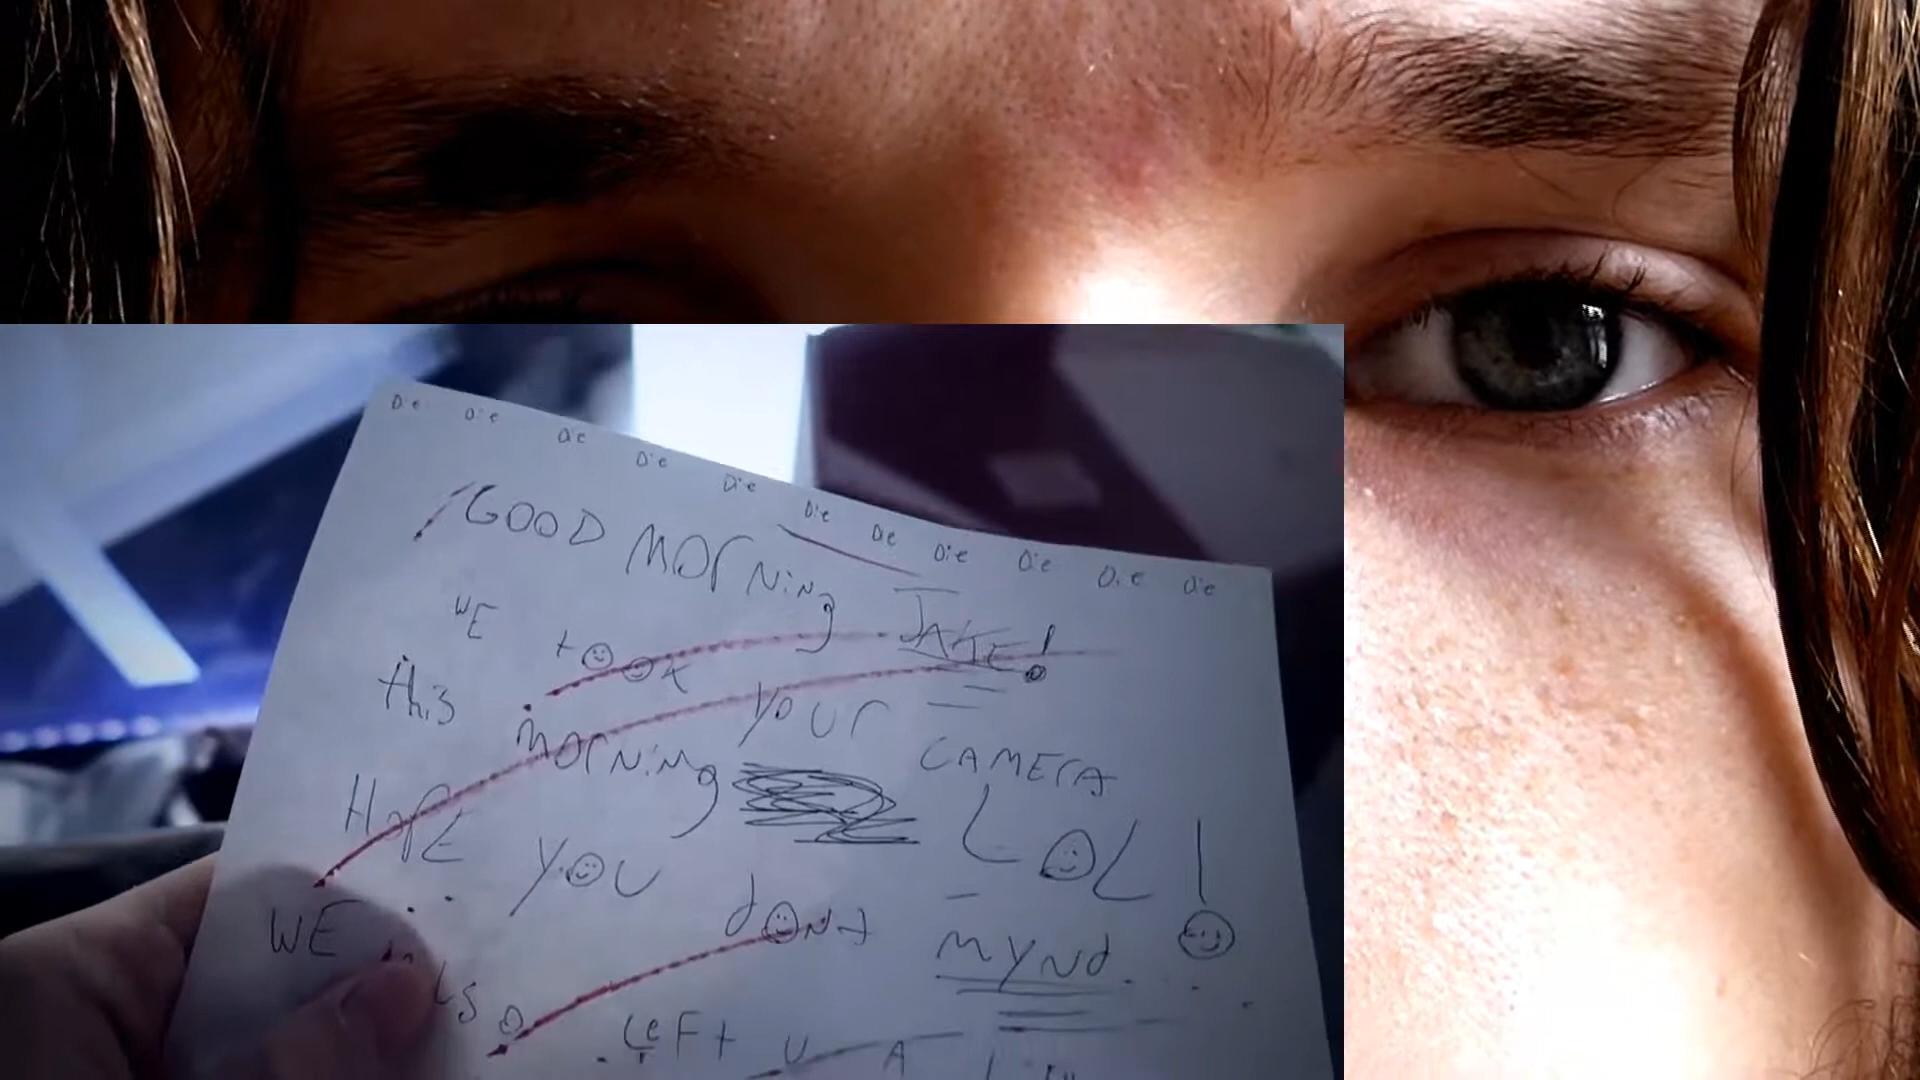 Die Die Die Die Die Die Die Die Die Die Die
GOOD MOrNiNg JAKE!
WE tOOK YOUr CAMErA
this MOrNiNg LOL!
HOPE YOU dONt MYNd...
WE ALSO LeFt U A